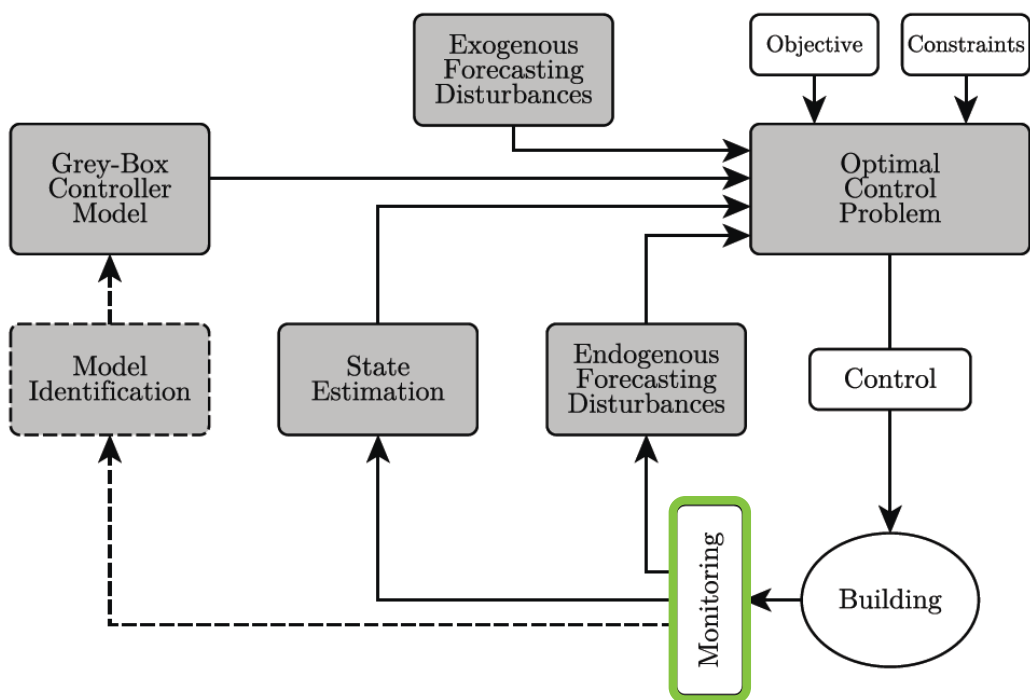 Exogenous
Forecasting
Disturbances
Objective
Constraints
Grey-Box
Controller
Model
Optimal
Control
Problem
Model
Identification
State
Estimation
Endogenous
Forecasting
Disturbances
Control
Monitoring
Building